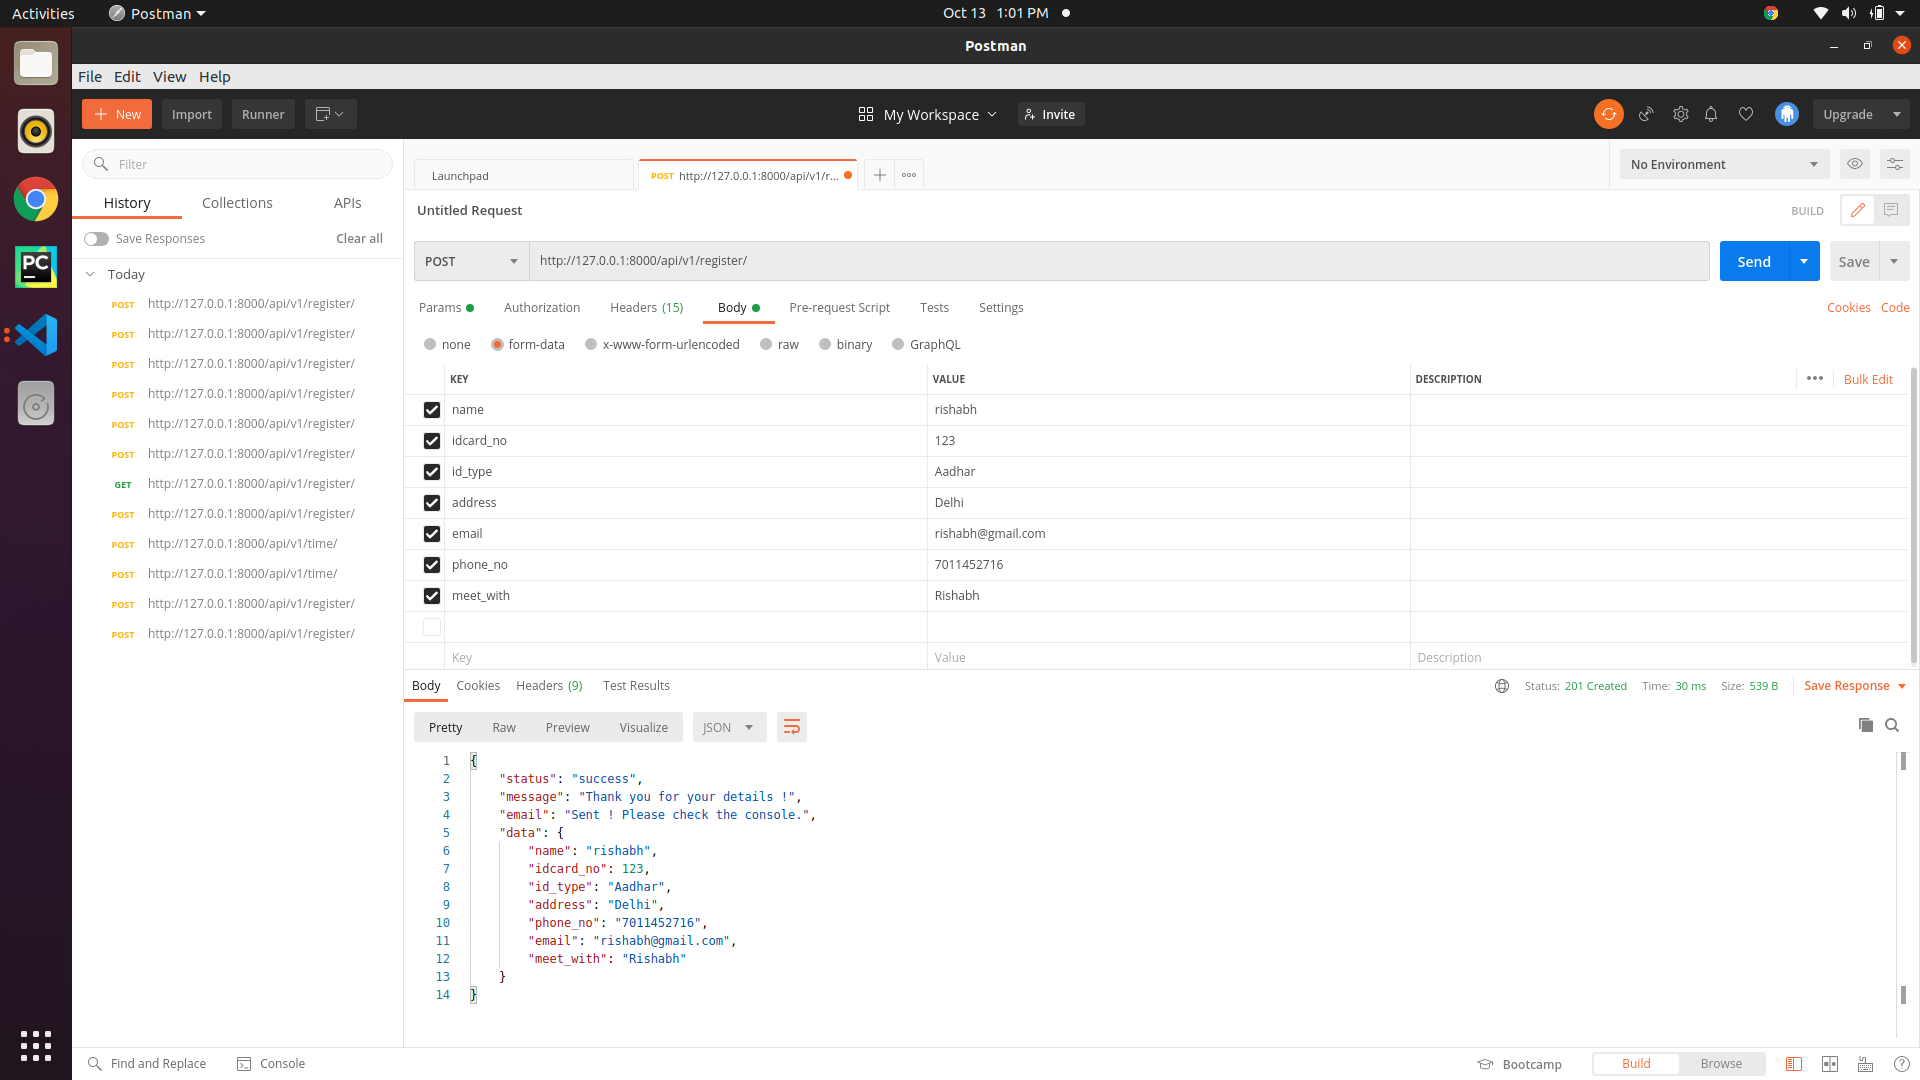 Activities
Postman
Oct 13 1:01 PM
Postman
File Edit View Help
New
Import
Runner
My Workspace
Invite
Upgrade
Filter
History Collections APIs
Save Responses
Clear all
Today
POST http://127.0.0.1:8000/api/v1/register/
POST http://127.0.0.1:8000/api/v1/register/
POST http://127.0.0.1:8000/api/v1/register/
POST http://127.0.0.1:8000/api/v1/register/
POST http://127.0.0.1:8000/api/v1/register/
POST http://127.0.0.1:8000/api/v1/register/
GET http://127.0.0.1:8000/api/v1/register/
POST http://127.0.0.1:8000/api/v1/register/
POST http://127.0.0.1:8000/api/v1/time/
POST http://127.0.0.1:8000/api/v1/time/
POST http://127.0.0.1:8000/api/v1/register/
POST http://127.0.0.1:8000/api/v1/register/
PC
Launchpad
POST http://127.0.0.1:8000/api/v1/r...
No Environment
Untitled Request
BUILD
POST
http://127.0.0.1:8000/api/v1/register/
Send
Save
Params Authorization Headers (15) Body Pre-request Script Tests Settings
Cookies Code
none form-data x-www-form-urlencoded raw binary GraphQL
KEY VALUE DESCRIPTION
Bulk Edit
name rishabh
idcard_no 123
id_type Aadhar
address Delhi
email rishabh@gmail.com
phone_no 7011452716
meet_with Rishabh
Key Value Description
Body Cookies Headers (9) Test Results
Status: 201 Created Time: 30 ms Size: 539 B
Save Response
Pretty Raw Preview Visualize JSON
1 {
2 "status": "success",
3 "message": "Thank you for your details !",
4 "email": "Sent ! Please check the console.",
5 "data": {
6 "name": "rishabh",
7 "idcard_no": 123,
8 "id_type": "Aadhar",
9 "address": "Delhi",
10 "phone_no": "7011452716",
11 "email": "rishabh@gmail.com",
12 "meet_with": "Rishabh"
13 }
14 }
Find and Replace
Console
Bootcamp
Build Browse